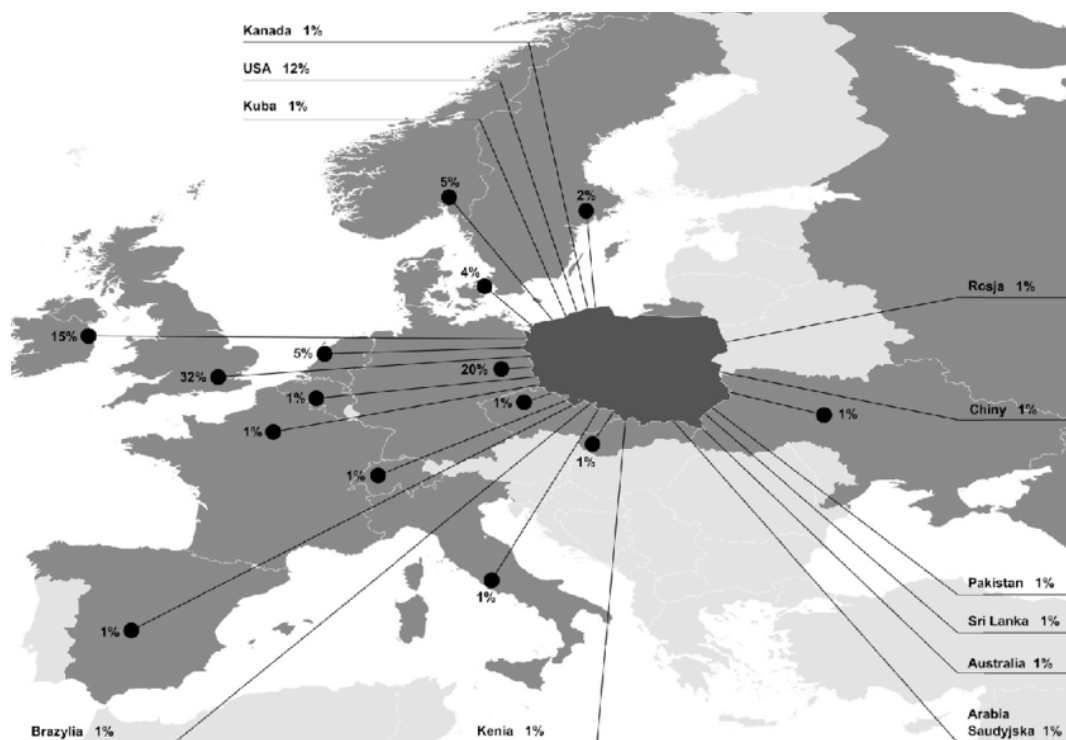 Kanada 1%
USA 12%
Kuba 1%
5%
2%
4%
Rosja 1%
15%
5%
20%
32%
1%
1%
Chiny 1%
1%
1%
1%
1%
Pakistan 1%
1%
Sri Lanka 1%
1%
Australia 1%
Arabia
Saudyjska 1%
Brazylia 1%
Kenia 1%